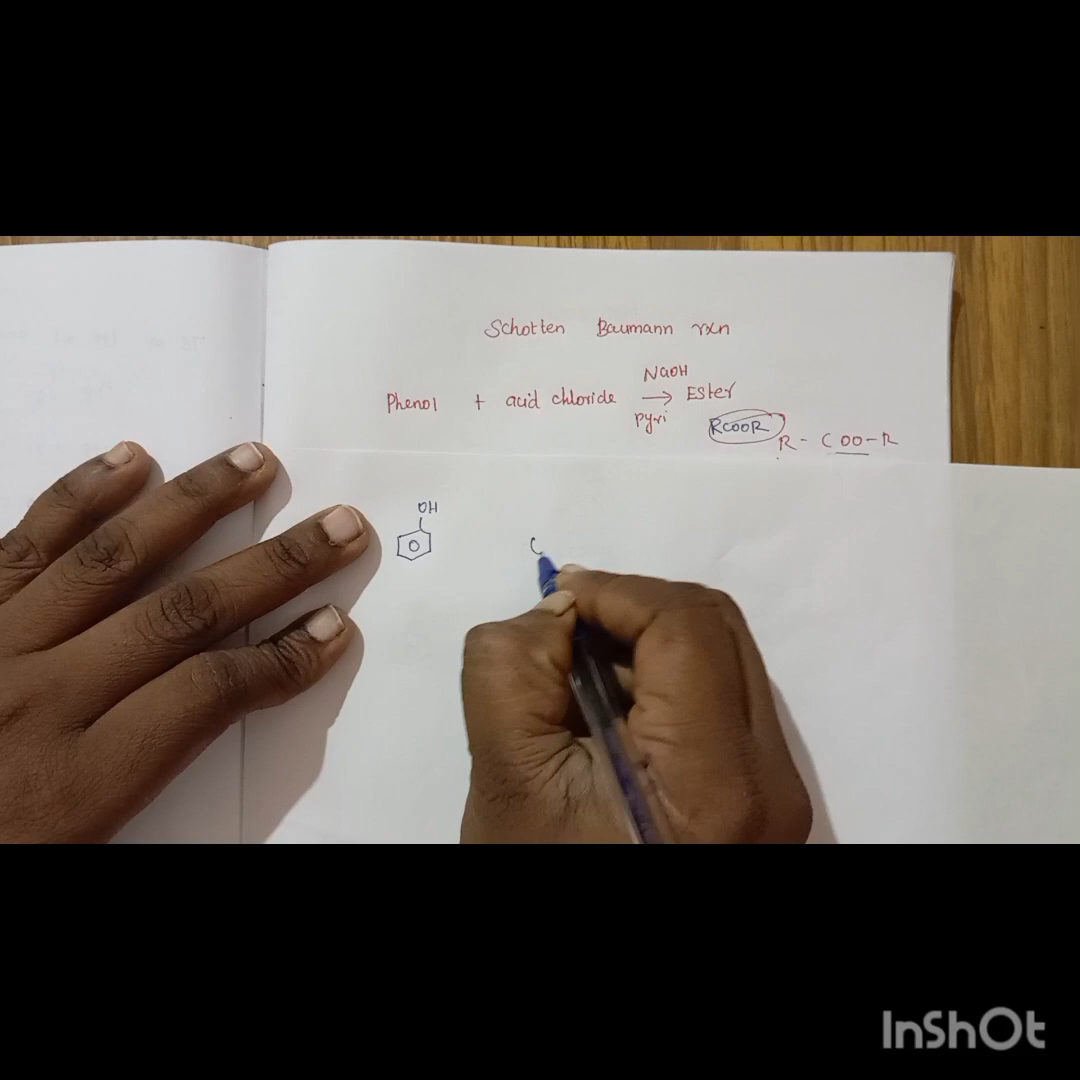 Schotten Baumann rxn
NaOH
Phenol + acid chloride → Ester
Pyri
RCOOR
R - COO-R
OH
C
InShOt